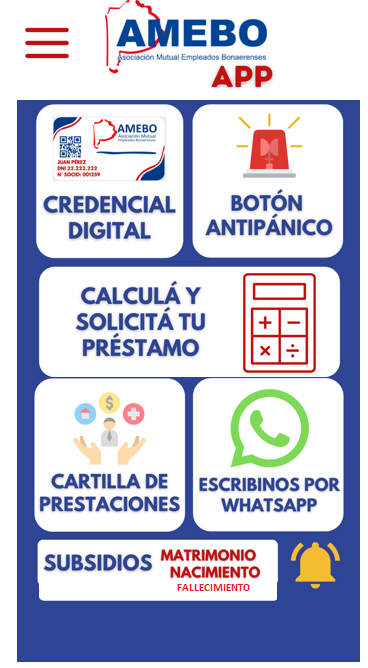 AMEBO
Asociación Mutual Empleados Bonaerenses
APP
AMEBO
Asociación Mutual
Empleados Bonaerenses
JUAN PÉREZ
DNI 22.222.222
N° SOCIO: 001259
CREDENCIAL
DIGITAL
BOTÓN
ANTIPÁNICO
CALCULÁ Y
SOLICITÁ TU
PRÉSTAMO
CARTILLA DE
PRESTACIONES
ESCRIBINOS POR
WHATSAPP
SUBSIDIOS
MATRIMONIO
NACIMIENTO
FALLECIMIENTO